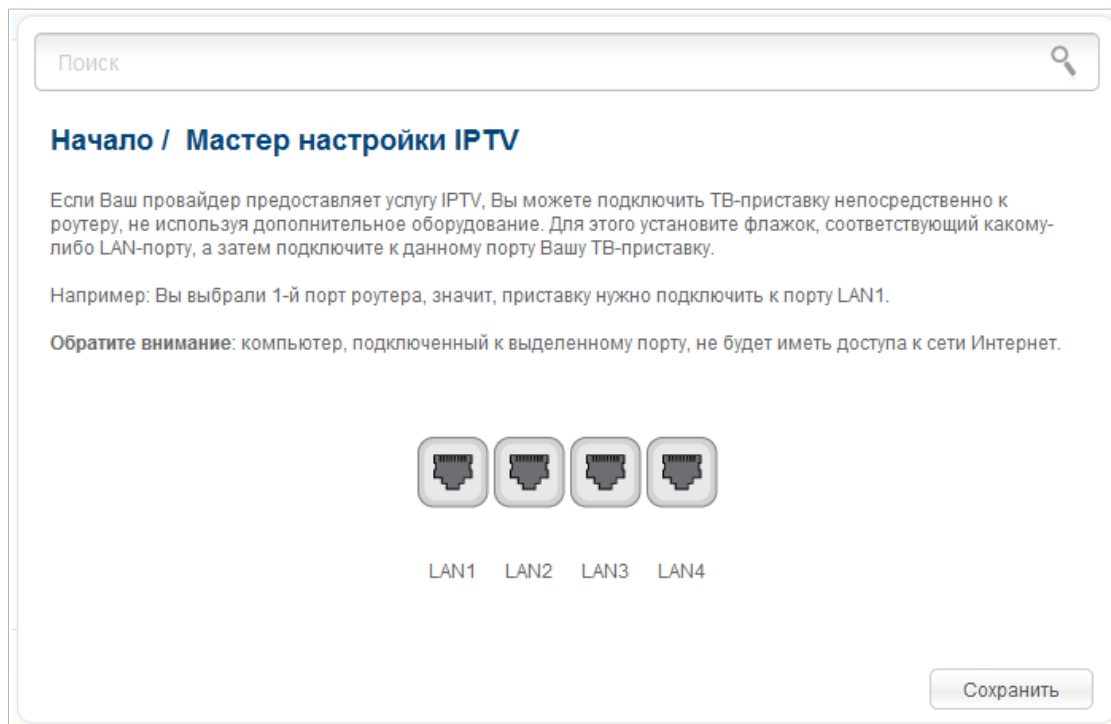 Поиск
Начало / Мастер настройки IPTV
Если Ваш провайдер предоставляет услугу IPTV, Вы можете подключить ТВ-приставку непосредственно к
роутеру, не используя дополнительное оборудование. Для этого установите флажок, соответствующий какому-
либо LAN-порту, а затем подключите к данному порту Вашу ТВ-приставку.
Например: Вы выбрали 1-й порт роутера, значит, приставку нужно подключить к порту LAN1.
Обратите внимание: компьютер, подключенный к выделенному порту, не будет иметь доступа к сети Интернет.
LAN1 LAN2 LAN3 LAN4
Сохранить